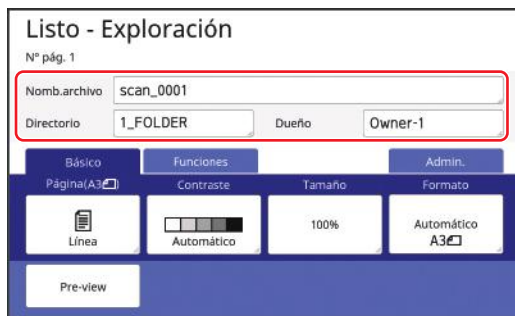 Listo - Exploración
Nº pág. 1
Nomb.archivo scan_0001
Directorio 1_FOLDER Dueño Owner-1
Básico Funciones Admin.
Página(A3) Contraste Tamaño Formato
Línea Automático 100% Automático
A3
Pre-view